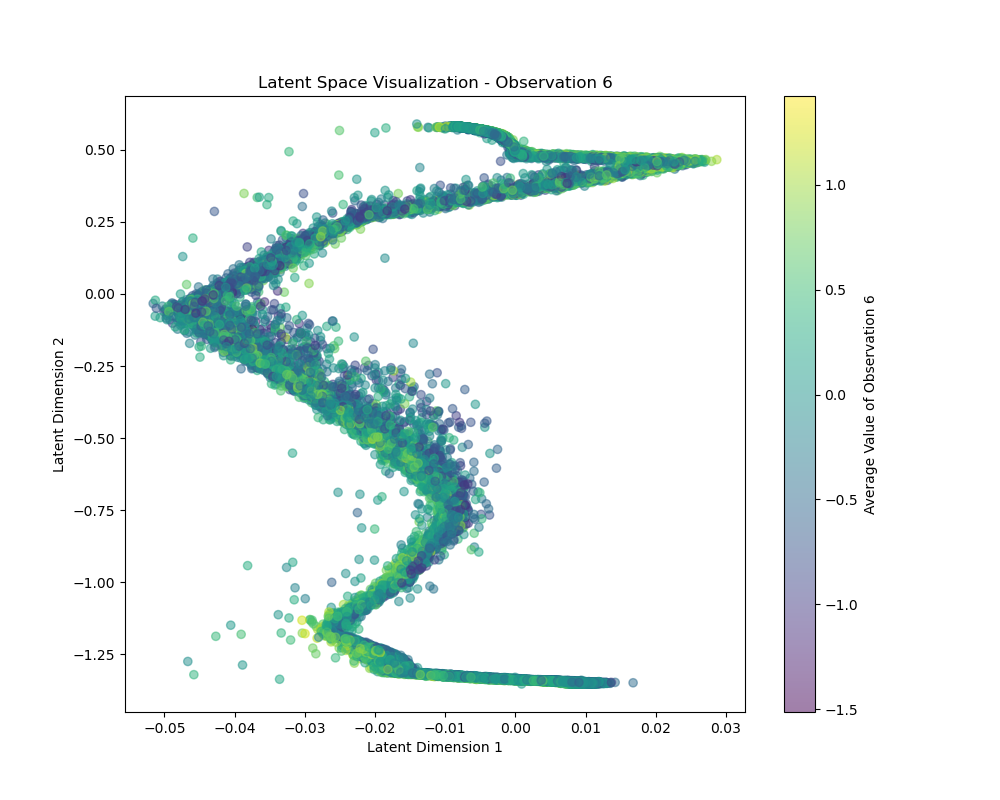 Latent Space Visualization - Observation 6
Latent Dimension 2
0.50
0.25
0.00
−0.25
−0.50
−0.75
−1.00
−1.25
−0.05 −0.04 −0.03 −0.02 −0.01 0.00 0.01 0.02 0.03
Latent Dimension 1
1.0
0.5
0.0
−0.5
−1.0
−1.5
Average Value of Observation 6